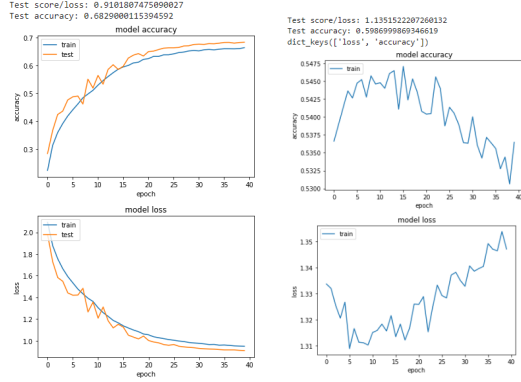 Test score/loss: 0.9101807475090027
Test accuracy: 0.6829000115394592
model accuracy
train
test
0.7
0.6
0.5
0.4
0.3
accuracy
0 5 10 15 20 25 30 35 40
epoch
model loss
train
test
2.0
1.8
1.6
1.4
1.2
1.0
loss
0 5 10 15 20 25 30 35 40
epoch
Test score/loss: 1.1351522207260132
Test accuracy: 0.5986999869346619
dict_keys(['loss', 'accuracy'])
model accuracy
train
0.5475
0.5450
0.5425
0.5400
0.5375
0.5350
0.5325
0.5300
accuracy
0 5 10 15 20 25 30 35 40
epoch
model loss
train
1.35
1.34
1.33
1.32
1.31
loss
0 5 10 15 20 25 30 35 40
epoch